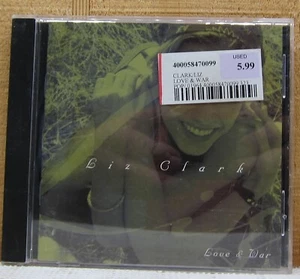 400058470099
USED
5.99
CLARK/LIZ
LOVE & WAR
Liz Clark
Love & War